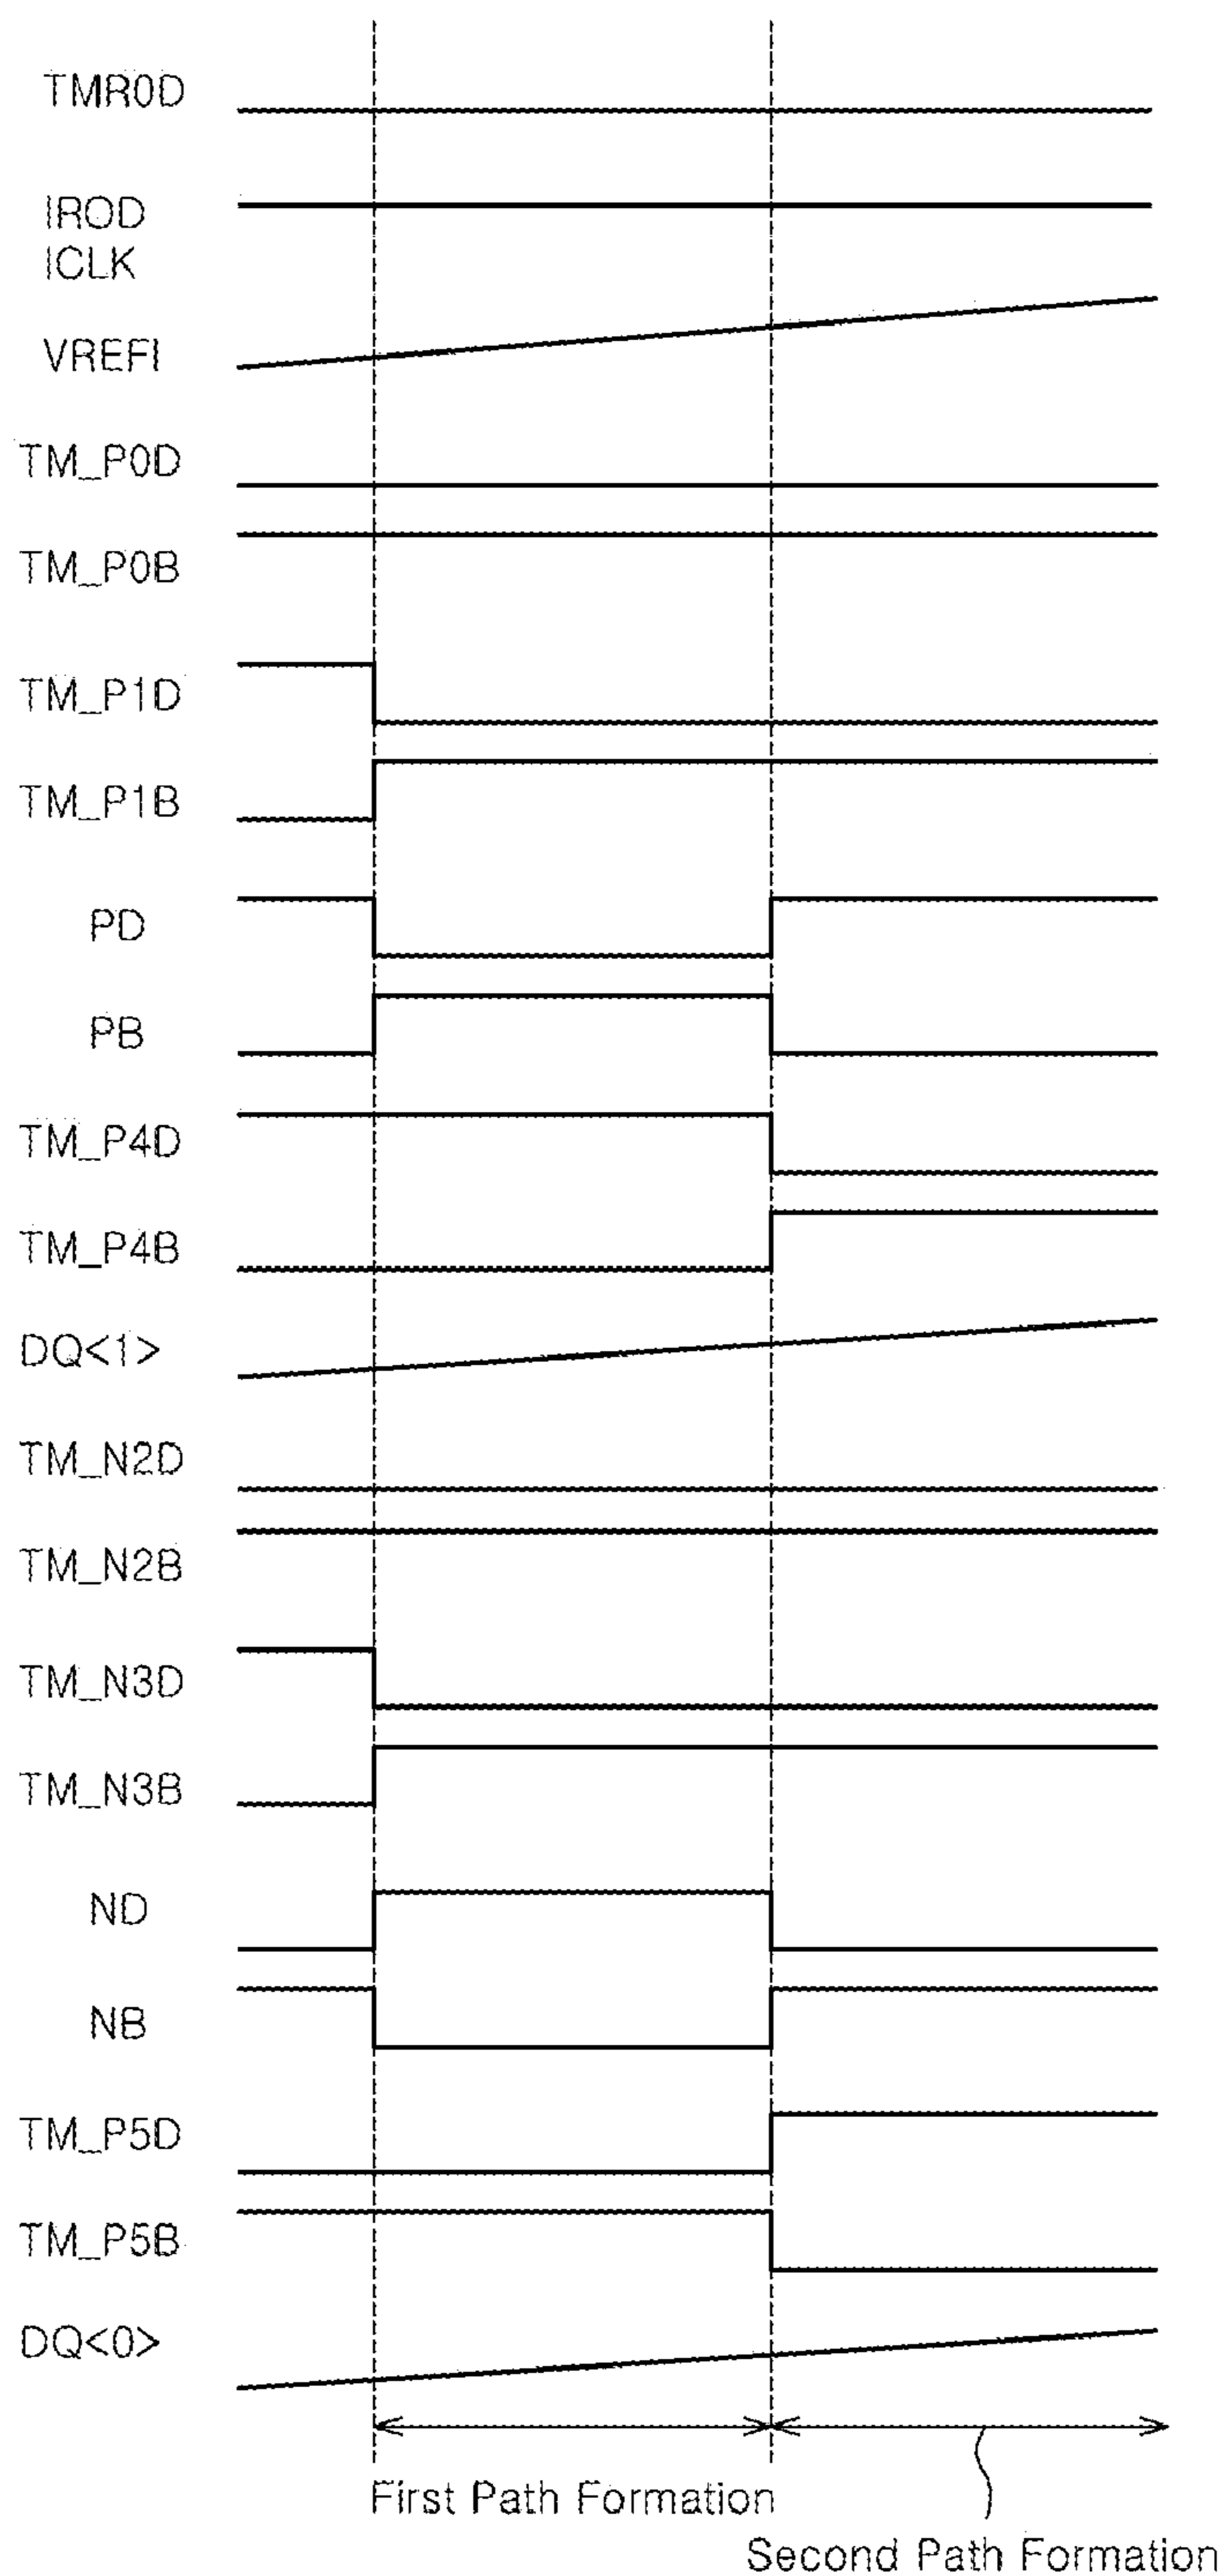 TMR0D
IROD
ICLK
VREFI
TM_P0D
TM_P0B
TM_P1D
TM_P1B
PD
PB
TM_P4D
TM_P4B
DQ<1>
TM_N2D
TM_N2B
TM_N3D
TM_N3B
ND
NB
TM_P5D
TM_P5B
DQ<0>
First Path Formation
Second Path Formation